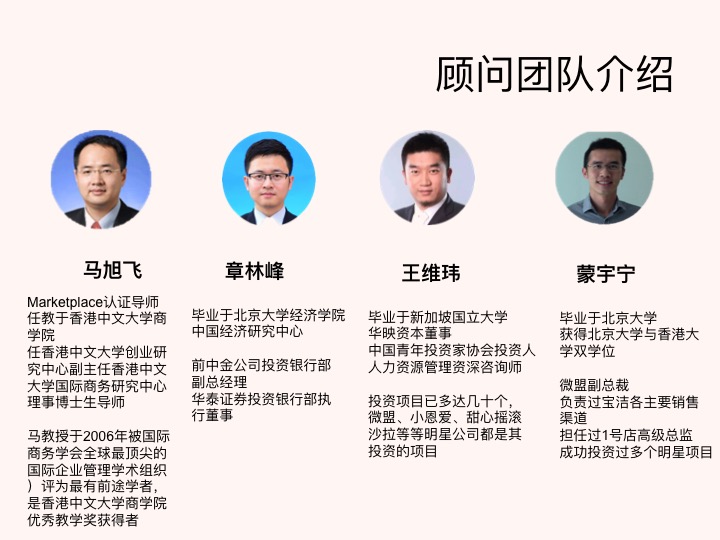 顾问团队介绍
马旭飞
Marketplace认证导师
任教于香港中文大学商
学院
任香港中文大学创业研
究中心副主任香港中文
大学国际商务研究中心
理事博士生导师
马教授于2006年被国际
商务学会全球最顶尖的
国际企业管理学术组织
）评为最有前途学者，
是香港中文大学商学院
优秀教学奖获得者
章林峰
毕业于北京大学经济学院
中国经济研究中心
前中金公司投资银行部
副总经理
华泰证券投资银行部执
行董事
王维玮
毕业于新加坡国立大学
华映资本董事
中国青年投资家协会投资人
人力资源管理资深咨询师
投资项目已多达几十个，
微盟、小恩爱、甜心摇滚
沙拉等等明星公司都是其
投资的项目
蒙宇宁
毕业于北京大学
获得北京大学与香港大
学双学位
微盟副总裁
负责过宝洁各主要销售
渠道
担任过1号店高级总监
成功投资过多个明星项目